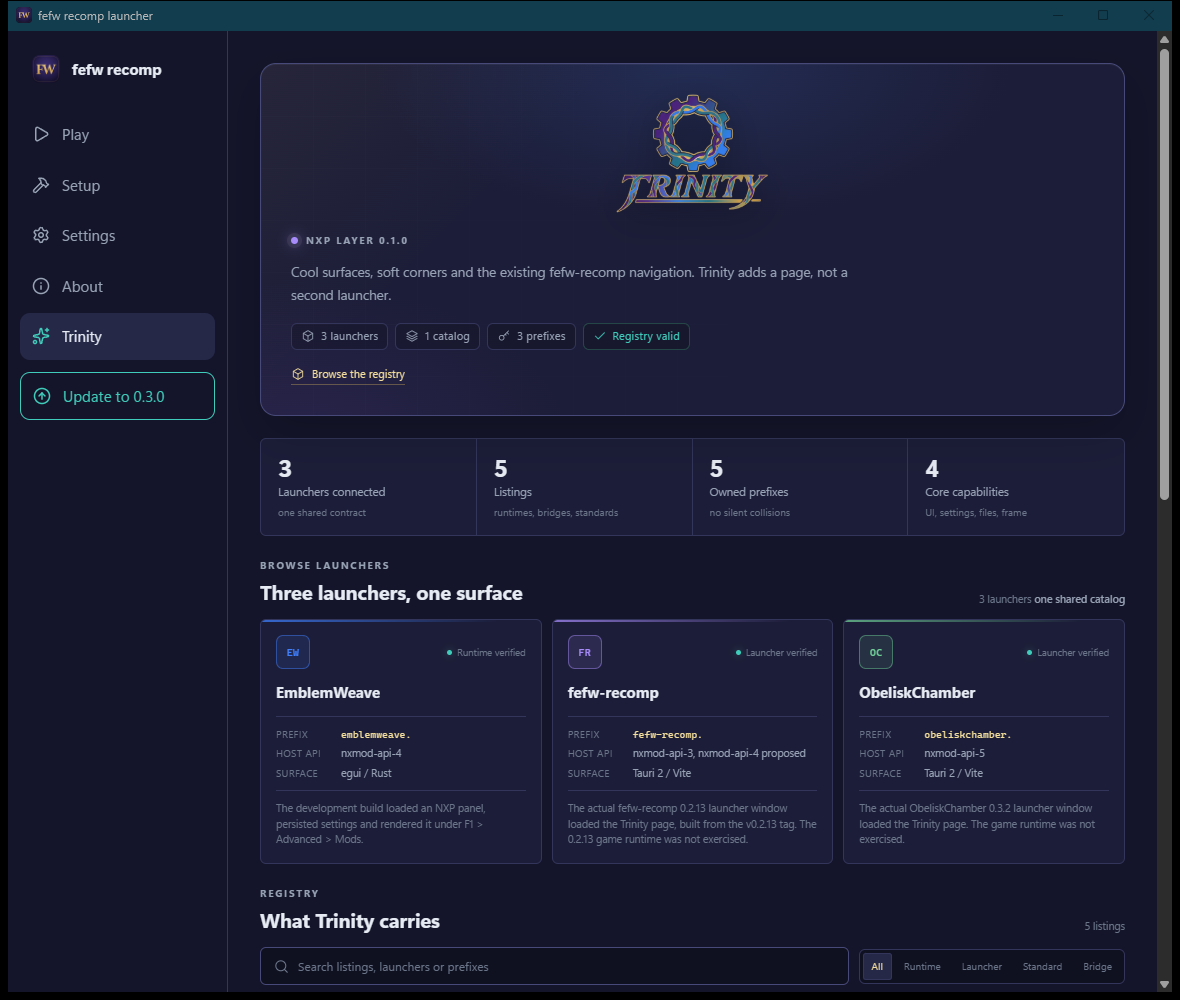 FW fefw recomp launcher
FW fefw recomp
Play
Setup
Settings
About
Trinity
Update to 0.3.0
TRINITY
NXP LAYER 0.1.0
Cool surfaces, soft corners and the existing fefw-recomp navigation. Trinity adds a page, not a
second launcher.
3 launchers
1 catalog
3 prefixes
Registry valid
Browse the registry
3
Launchers connected
one shared contract
5
Listings
runtimes, bridges, standards
5
Owned prefixes
no silent collisions
4
Core capabilities
UI, settings, files, frame
BROWSE LAUNCHERS
Three launchers, one surface
3 launchers one shared catalog
EW
Runtime verified
EmblemWeave
PREFIX emblemweave.
HOST API nxmod-api-4
SURFACE egui / Rust
The development build loaded an NXP panel,
persisted settings and rendered it under F1 >
Advanced > Mods.
FR
Launcher verified
fefw-recomp
PREFIX fefw-recomp.
HOST API nxmod-api-3, nxmod-api-4 proposed
SURFACE Tauri 2 / Vite
The actual fefw-recomp 0.2.13 launcher window
loaded the Trinity page, built from the v0.2.13 tag. The
0.2.13 game runtime was not exercised.
OC
Launcher verified
ObeliskChamber
PREFIX obeliskchamber.
HOST API nxmod-api-5
SURFACE Tauri 2 / Vite
The actual ObeliskChamber 0.3.2 launcher window
loaded the Trinity page. The game runtime was not
exercised.
REGISTRY
What Trinity carries
5 listings
Search listings, launchers or prefixes
All
Runtime
Launcher
Standard
Bridge